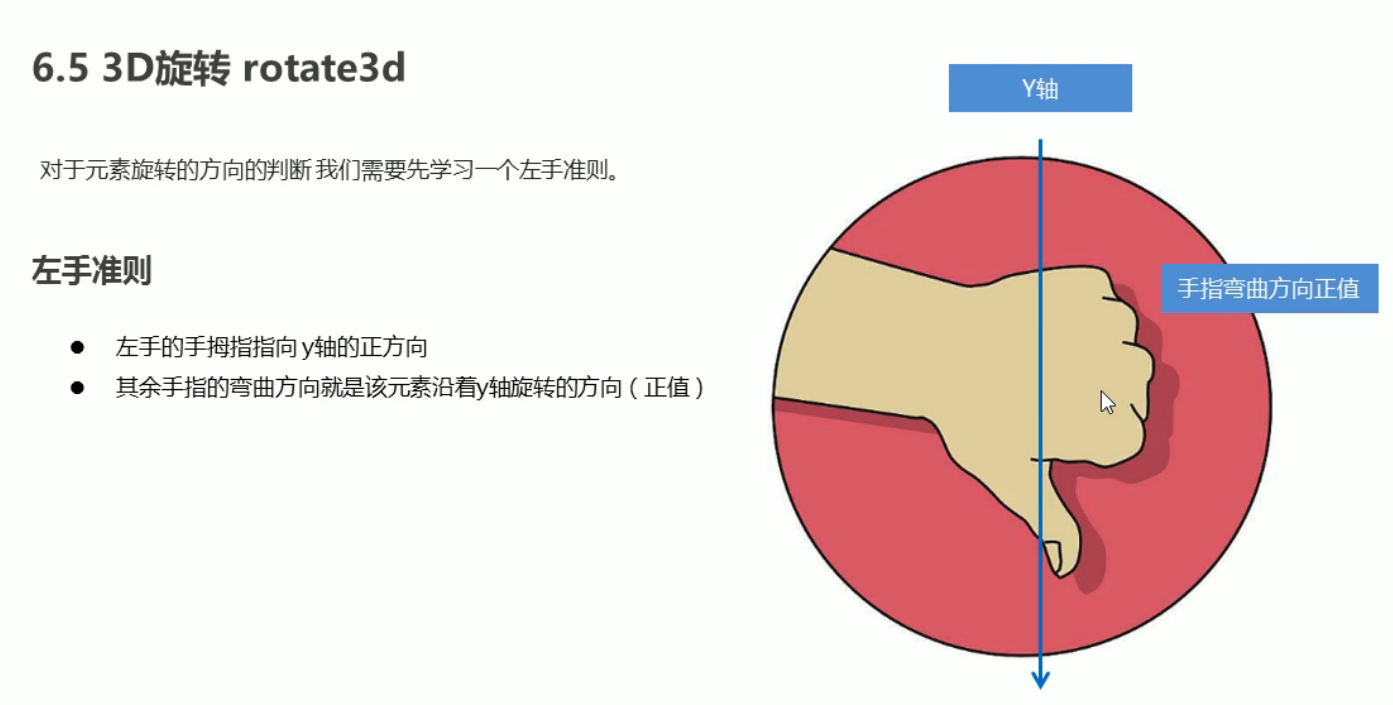 6.5 3D旋转 rotate3d
Y轴
对于元素旋转的方向的判断 我们需要先学习一个左手准则。
左手准则
手指弯曲方向正值
● 左手的手拇指指向 y轴的正方向
● 其余手指的弯曲方向就是该元素沿着y轴旋转的方向（正值）